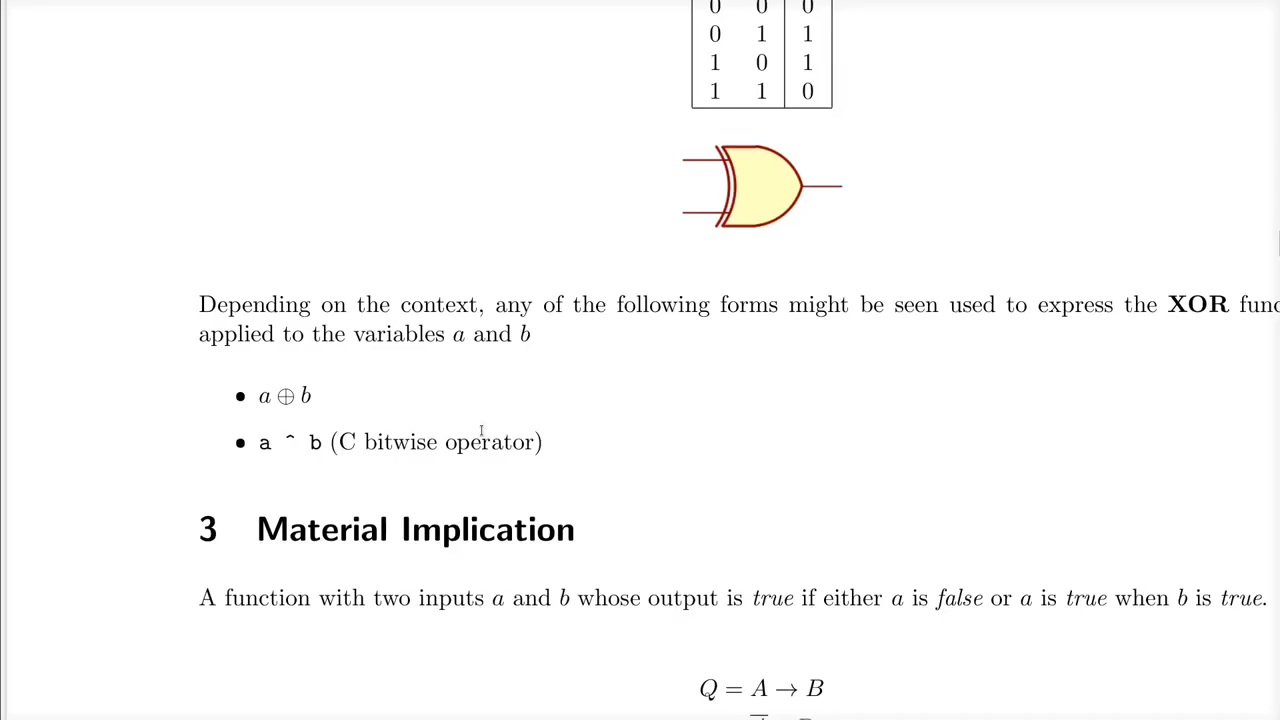 0 0 0
0 1 1
1 0 1
1 1 0
Depending on the context, any of the following forms might be seen used to express the XOR func
applied to the variables a and b
• a ⊕ b
• a ^ b (C bitwise operator)
3 Material Implication
A function with two inputs a and b whose output is true if either a is false or a is true when b is true.
Q = A → B